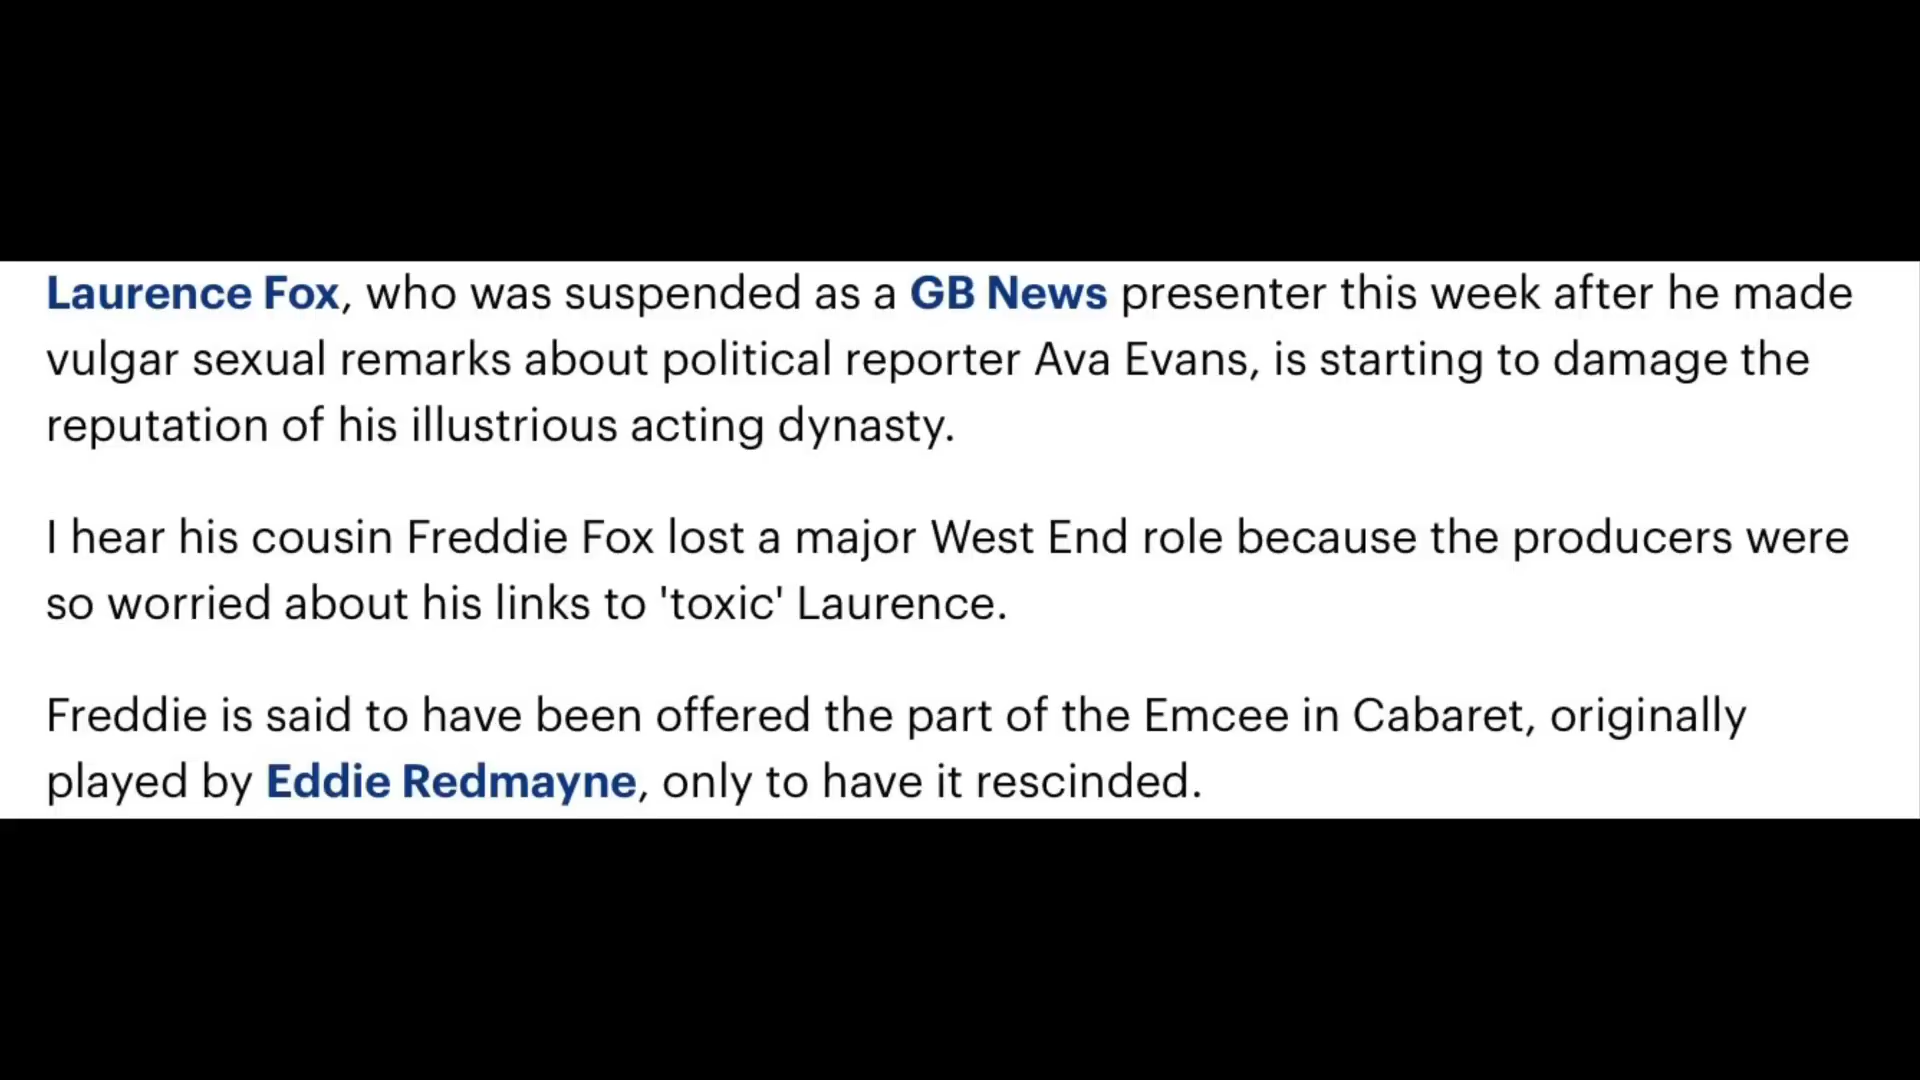 Laurence Fox, who was suspended as a GB News presenter this week after he made
vulgar sexual remarks about political reporter Ava Evans, is starting to damage the
reputation of his illustrious acting dynasty.
I hear his cousin Freddie Fox lost a major West End role because the producers were
so worried about his links to 'toxic' Laurence.
Freddie is said to have been offered the part of the Emcee in Cabaret, originally
played by Eddie Redmayne, only to have it rescinded.